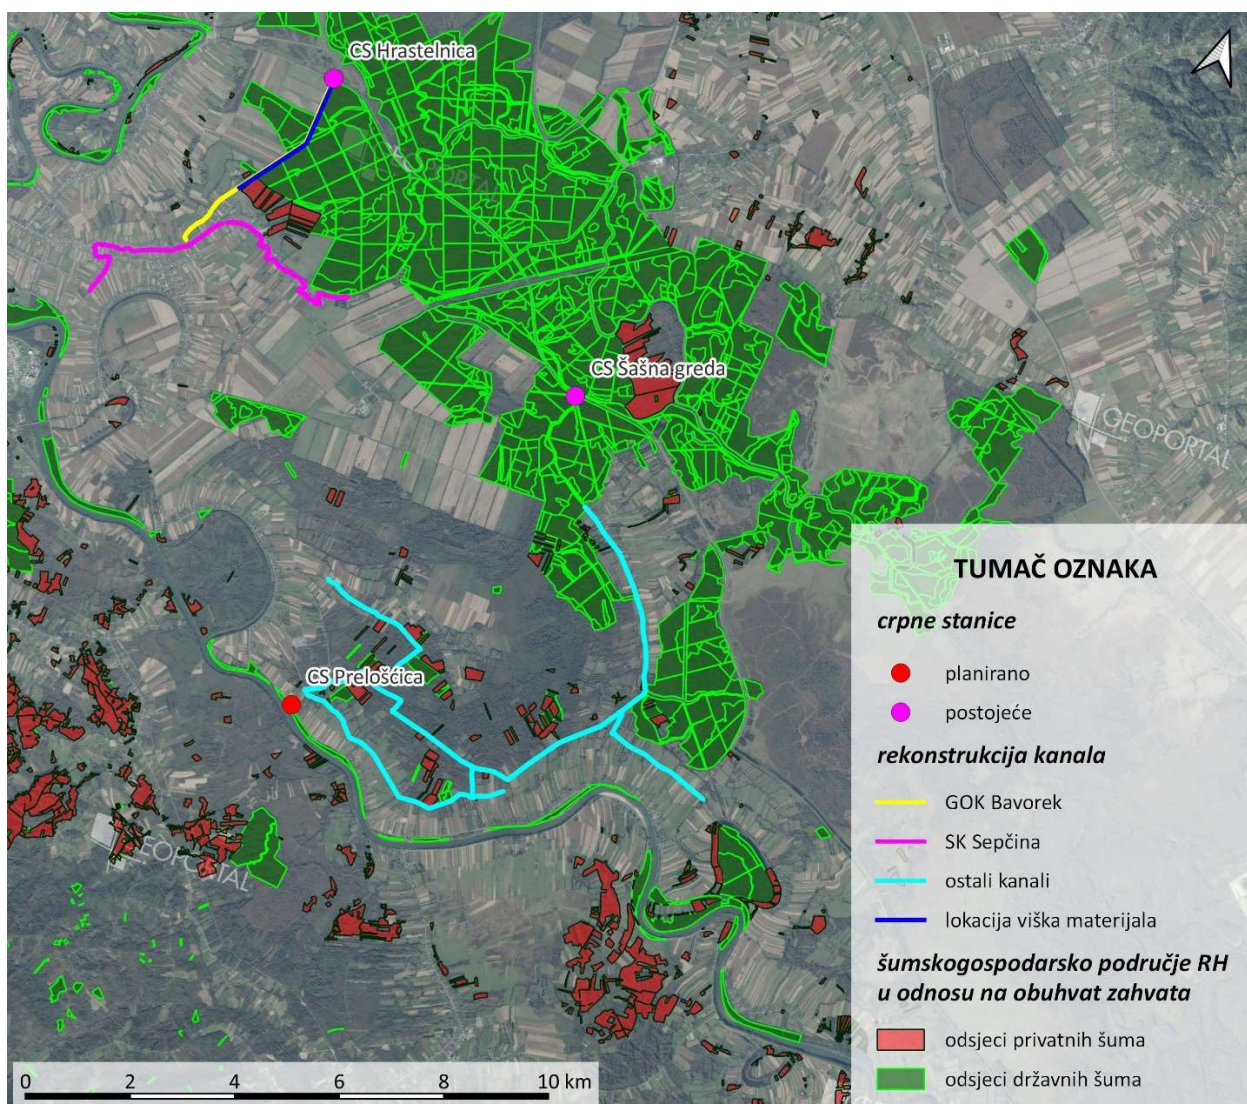 CS Hrastelnica
GEOPORTAL
CS Šašna greda
GEOPORTAL
CS Prelošćica
GEOPORTAL
TUMAČ OZNAKA
crpne stanice
planirano
postojeće
rekonstrukcija kanala
GOK Bavorek
SK Sepčina
ostali kanali
lokacija viška materijala
šumskogospodarsko područje RH
u odnosu na obuhvat zahvata
odsjeci privatnih šuma
odsjeci državnih šuma
0 2 4 6 8 10 km